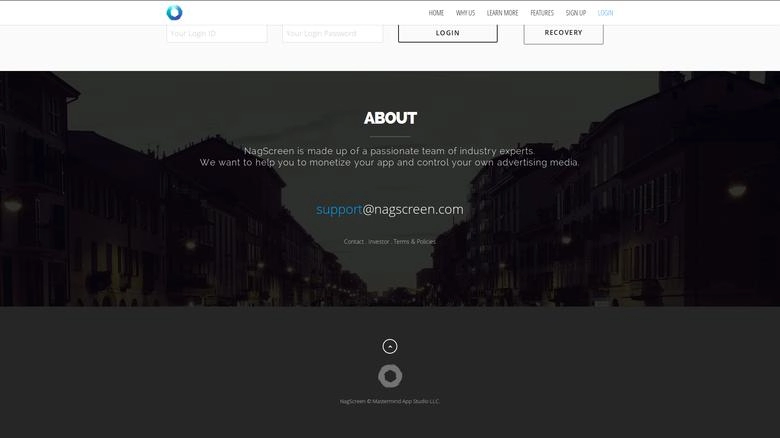 HOME WHY US LEARN MORE FEATURES SIGN UP LOGIN
Your Login ID Your Login Password LOGIN RECOVERY
ABOUT
NagScreen is made up of a passionate team of industry experts.
We want to help you to monetize your app and control your own advertising media.
support@nagscreen.com
Contact . Investor . Terms & Policies
NagScreen © Mastermind App Studio LLC.